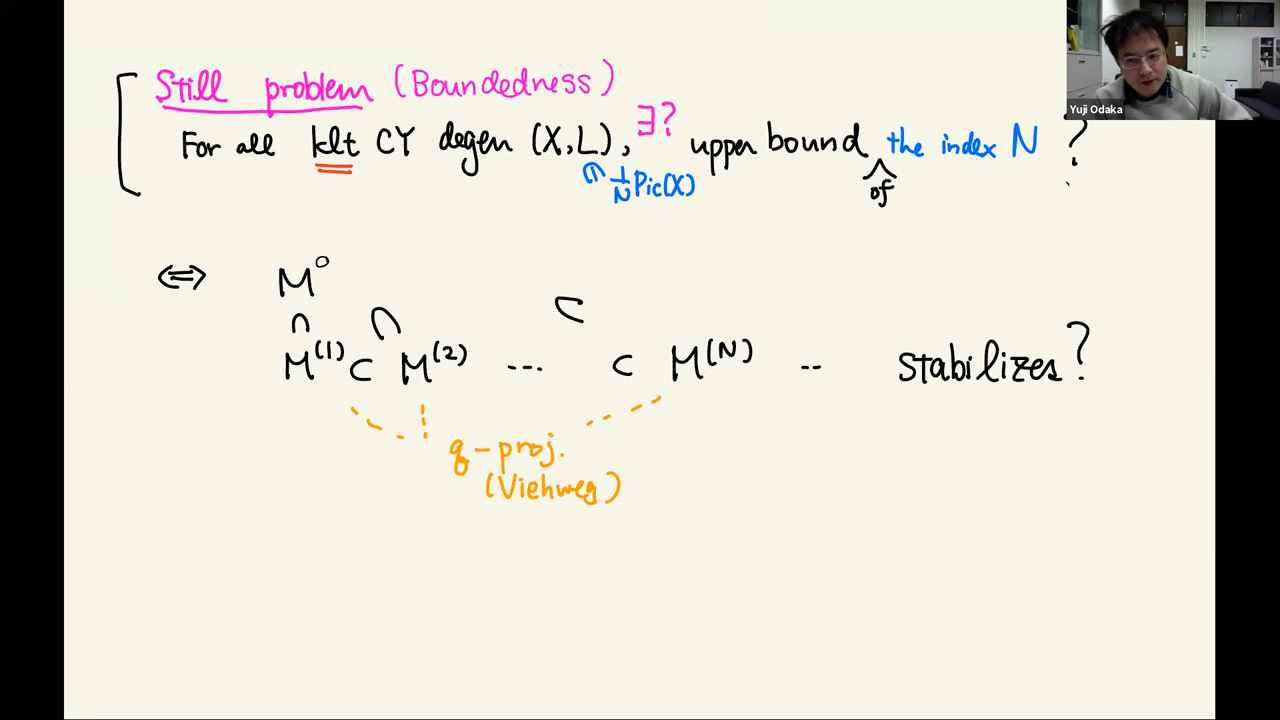 Still problem (Boundedness)
For all klt CY degen (X,L), ∃? upper bound of the index N ?
∈ 1/N Pic(X)
⟺ M°
∩ ∩ ⊂
M^(1) ⊂ M^(2) ... ⊂ M^(N) .. stabilizes?
q-proj.
(Viehweg)
Yuji Odaka